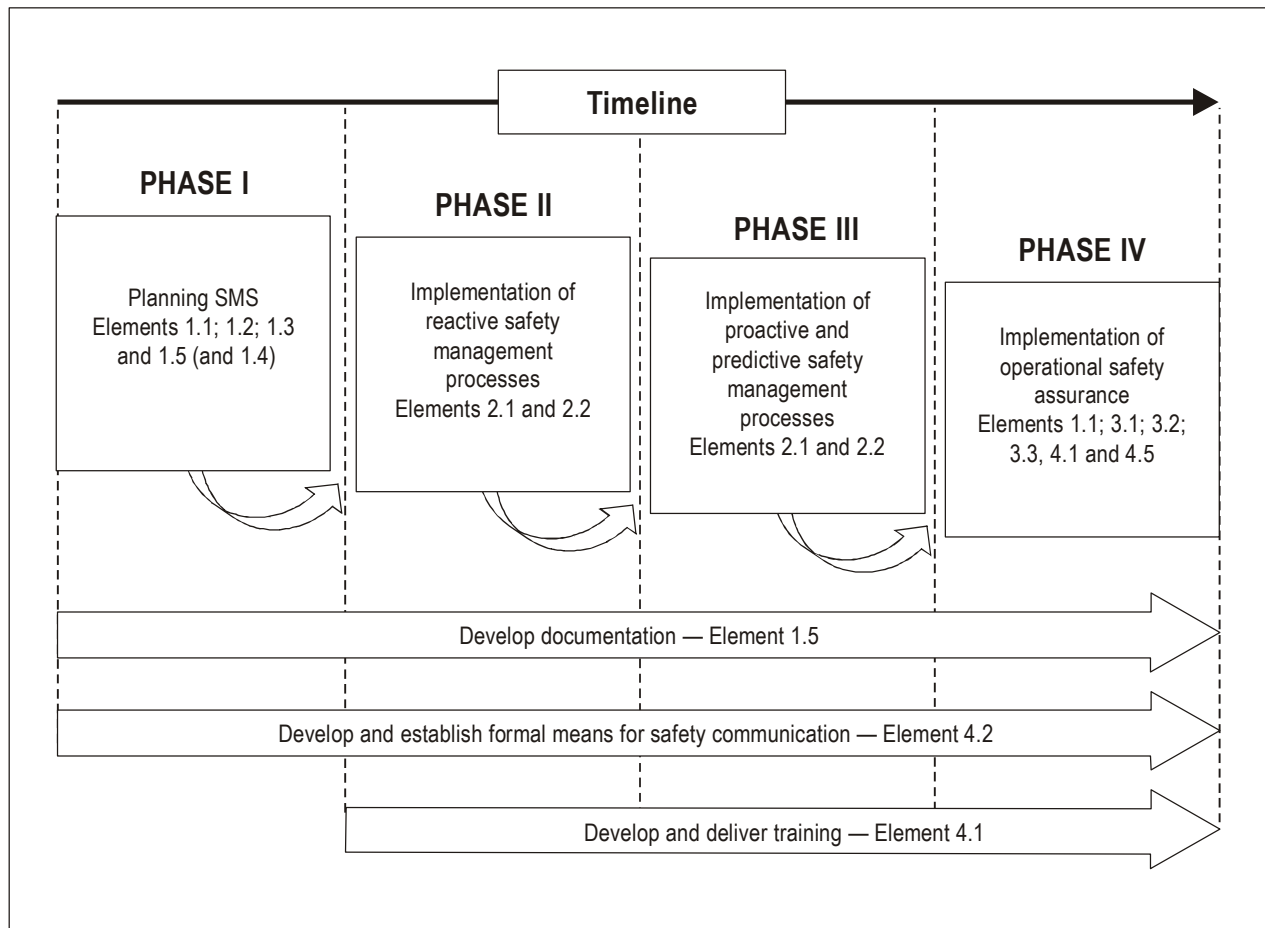 Timeline
PHASE I
Planning SMS
Elements 1.1; 1.2; 1.3
and 1.5 (and 1.4)
PHASE II
Implementation of
reactive safety
management
processes
Elements 2.1 and 2.2
PHASE III
Implementation of
proactive and
predictive safety
management
processes
Elements 2.1 and 2.2
PHASE IV
Implementation of
operational safety
assurance
Elements 1.1; 3.1; 3.2;
3.3, 4.1 and 4.5
Develop documentation — Element 1.5
Develop and establish formal means for safety communication — Element 4.2
Develop and deliver training — Element 4.1